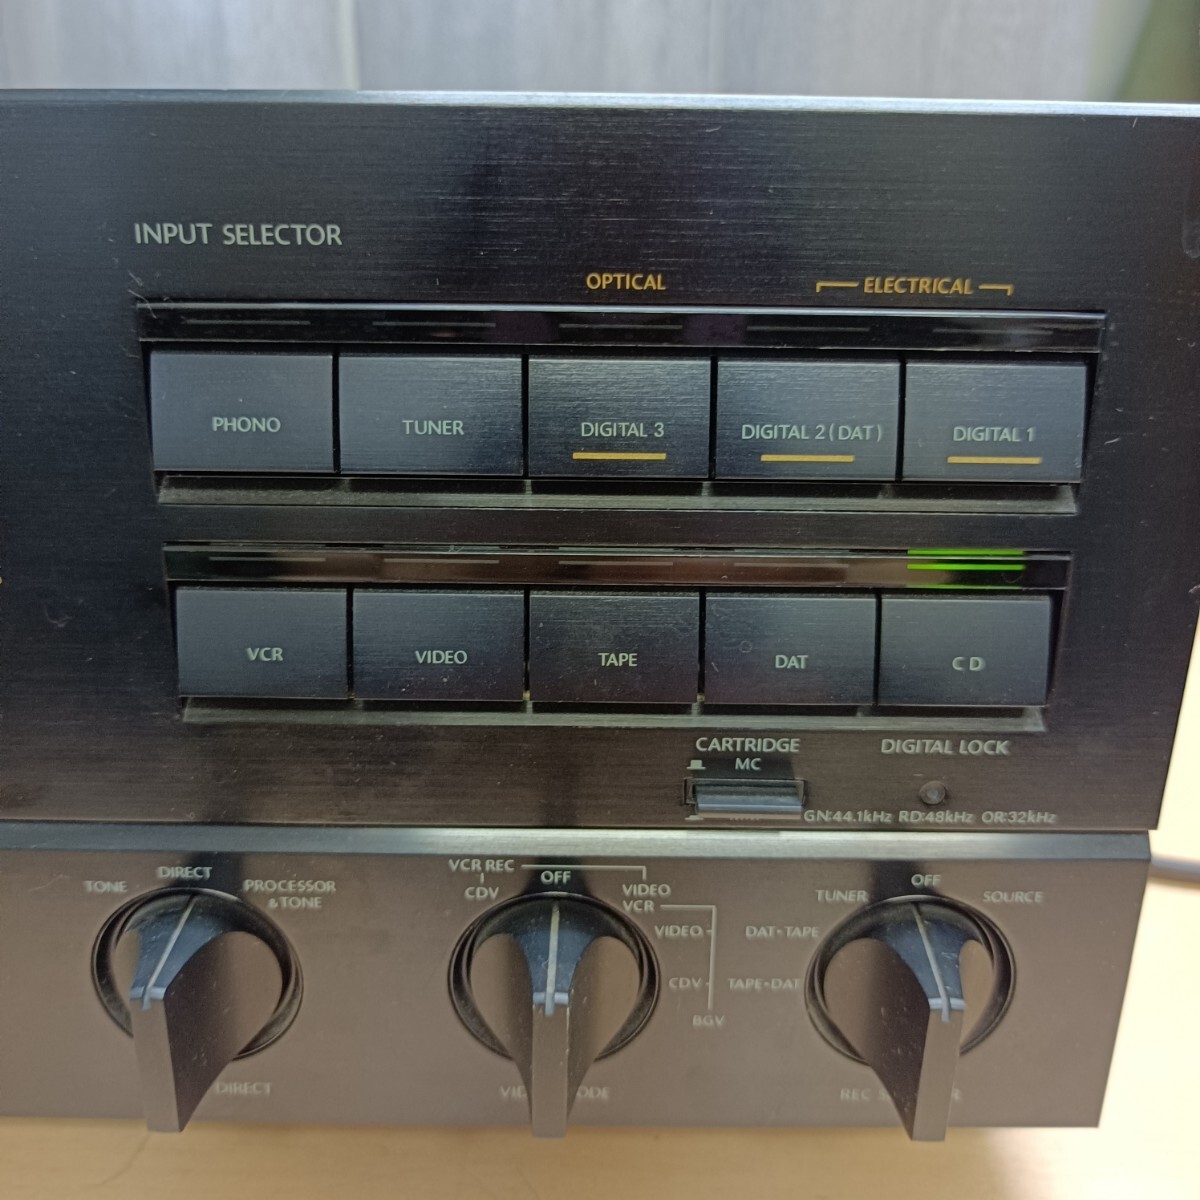 INPUT SELECTOR
OPTICAL
ELECTRICAL
PHONO
TUNER
DIGITAL 3
DIGITAL 2 (DAT)
DIGITAL 1
VCR
VIDEO
TAPE
DAT
CD
CARTRIDGE
MC
DIGITAL LOCK
GN:44.1kHz RD:48kHz OR:32kHz
TONE
DIRECT
PROCESSOR
&TONE
DIRECT
VCR REC
CDV
OFF
VIDEO
VCR
VIDEO
CDV
BGV
TUNER
OFF
SOURCE
DAT▸TAPE
TAPE▸DAT
REC